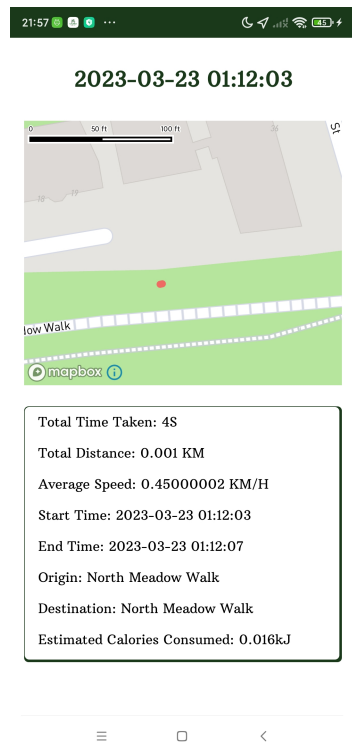 21:57
45
2023-03-23 01:12:03
0 50 ft 100 ft
36
St
18 19
low Walk
mapbox
Total Time Taken: 4S
Total Distance: 0.001 KM
Average Speed: 0.45000002 KM/H
Start Time: 2023-03-23 01:12:03
End Time: 2023-03-23 01:12:07
Origin: North Meadow Walk
Destination: North Meadow Walk
Estimated Calories Consumed: 0.016kJ